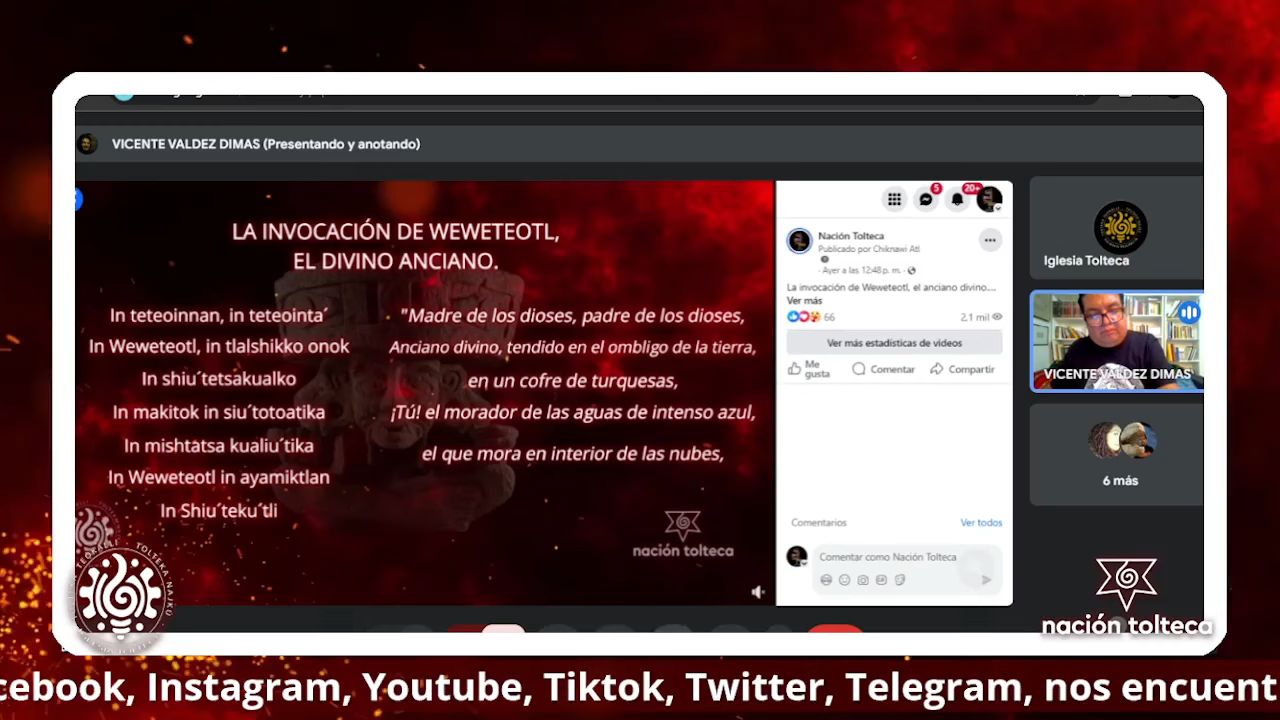 VICENTE VALDEZ DIMAS (Presentando y anotando)
LA INVOCACIÓN DE WEWETEOTL,
EL DIVINO ANCIANO.
In teteoinnan, in teteointa´
In Weweteotl, in tlalshikko onok
In shiu´tetsakualko
In makitok in siu´totoatika
In mishtatsa kualiu´tika
In Weweteotl in ayamiktlan
In Shiu´teku´tli
"Madre de los dioses, padre de los dioses,
Anciano divino, tendido en el ombligo de la tierra,
en un cofre de turquesas,
¡Tú! el morador de las aguas de intenso azul,
el que mora en interior de las nubes,
nación tolteca
5
20+
Nación Tolteca
Publicado por Chiknawi Atl
· Ayer a las 12:48 p. m. ·
La invocación de Weweteotl, el anciano divino...
Ver más
66
2.1 mil
Ver más estadísticas de videos
Me gusta
Comentar
Compartir
Comentarios
Ver todos
Comentar como Nación Tolteca
Iglesia Tolteca
VICENTE VALDEZ DIMAS
6 más
nación tolteca
cebook, Instagram, Youtube, Tiktok, Twitter, Telegram, nos encuent